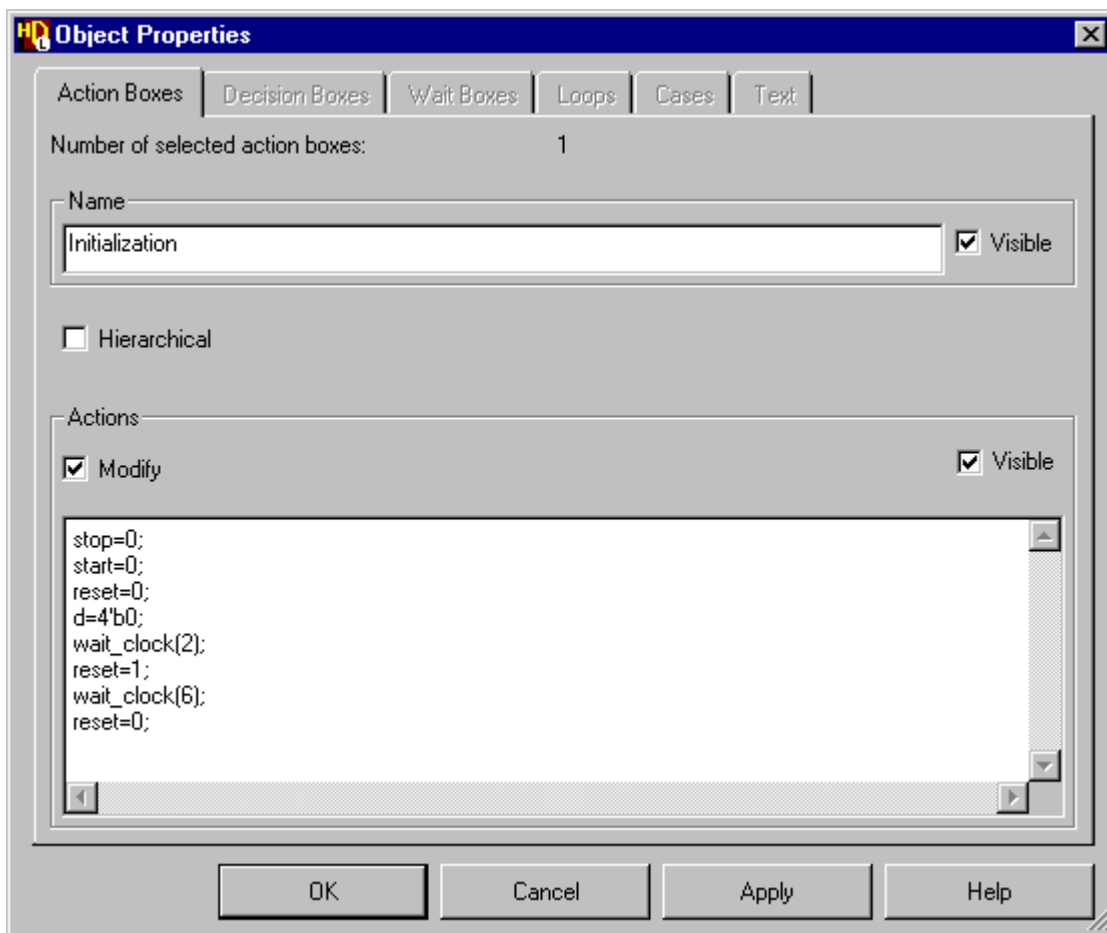 HDL Object Properties
Action Boxes Decision Boxes Wait Boxes Loops Cases Text
Number of selected action boxes: 1
Name
Initialization Visible
Hierarchical
Actions
Modify Visible
stop=0;
start=0;
reset=0;
d=4'b0;
wait_clock(2);
reset=1;
wait_clock(6);
reset=0;
OK Cancel Apply Help